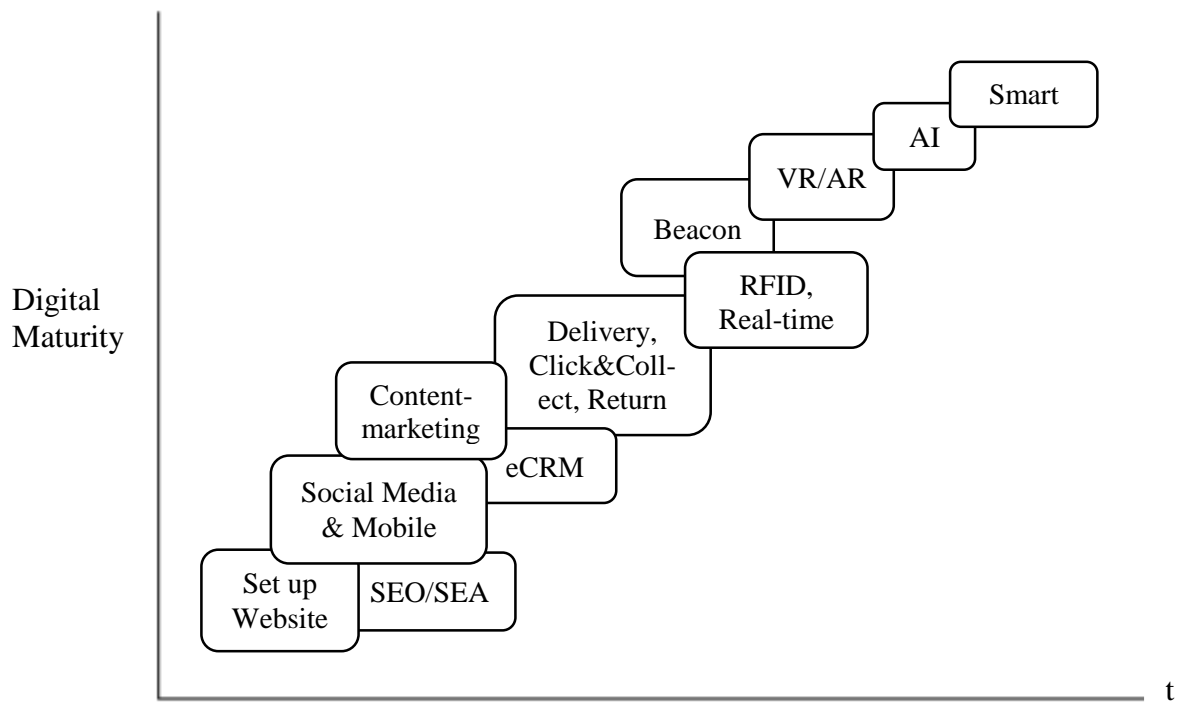 Smart
AI
VR/AR
Beacon
RFID,
Real-time
Digital
Maturity
Delivery,
Click&Coll-
ect, Return
Content-
marketing
eCRM
Social Media
& Mobile
Set up
Website
SEO/SEA
t